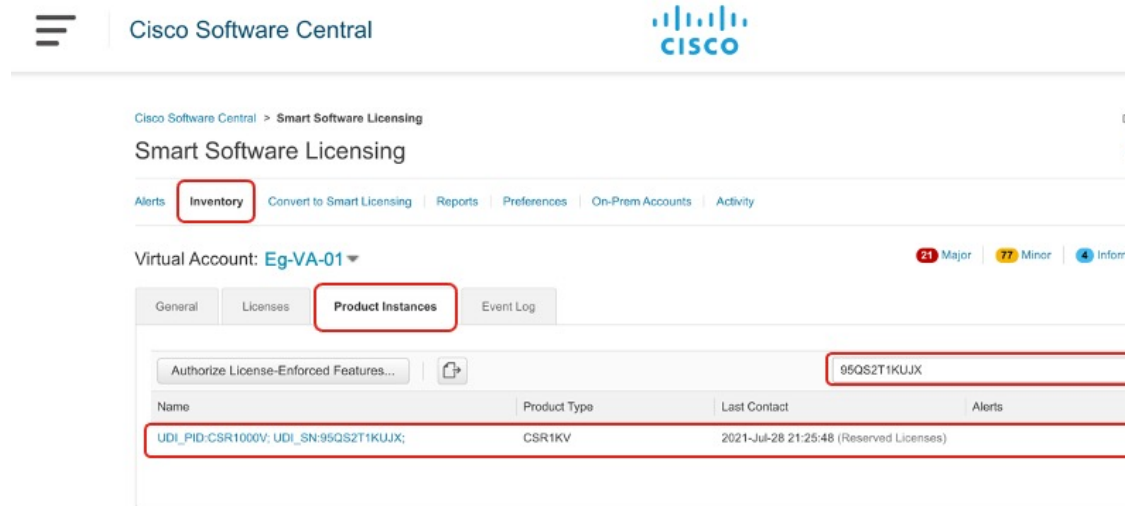 Cisco Software Central
CISCO
Cisco Software Central > Smart Software Licensing
Smart Software Licensing
Alerts Inventory Convert to Smart Licensing Reports Preferences On-Prem Accounts Activity
Virtual Account: Eg-VA-01
21 Major 77 Minor 4
General Licenses Product Instances Event Log
Authorize License-Enforced Features... 95QS2T1KUJX
Name Product Type Last Contact Alerts
UDI_PID:CSR1000V; UDI_SN:95QS2T1KUJX; CSR1KV 2021-Jul-28 21:25:48 (Reserved Licenses)